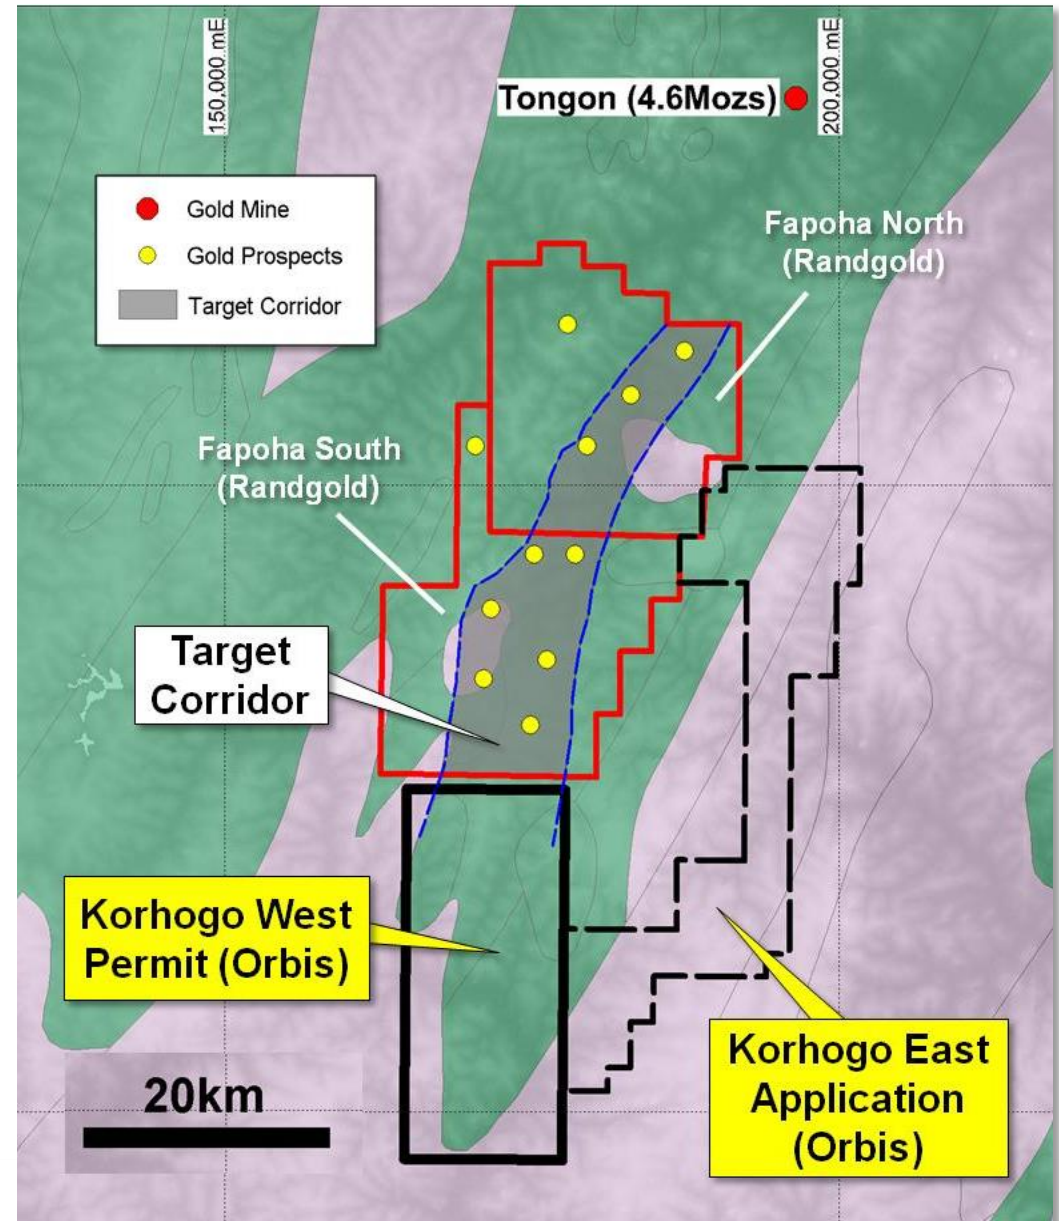 150,000 mE
200,000 mE
Tongon (4.6Mozs)
Gold Mine
Gold Prospects
Target Corridor
Fapoha North
(Randgold)
Fapoha South
(Randgold)
Target
Corridor
Korhogo West
Permit (Orbis)
Korhogo East
Application
(Orbis)
20km